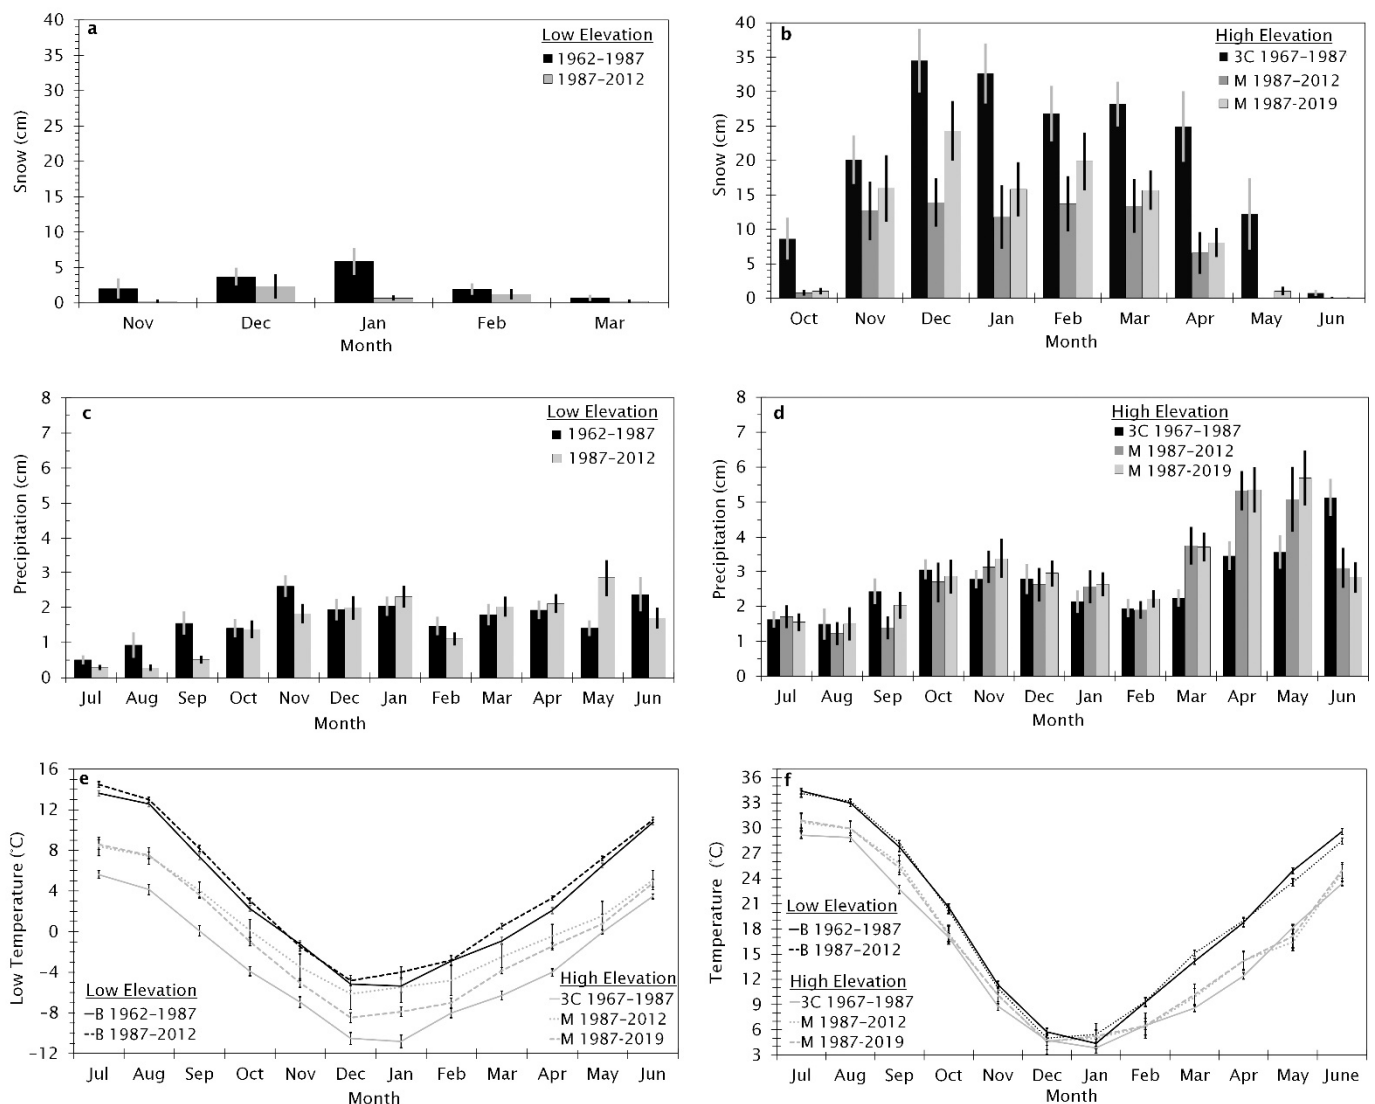 a
Low Elevation
1962–1987
1987–2012
40
35
30
25
20
15
10
5
0
Snow (cm)
Nov Dec Jan Feb Mar
Month
b
High Elevation
3C 1967–1987
M 1987–2012
M 1987-2019
40
35
30
25
20
15
10
5
0
Snow (cm)
Oct Nov Dec Jan Feb Mar Apr May Jun
Month
c
Low Elevation
1962–1987
1987–2012
8
7
6
5
4
3
2
1
0
Precipitation (cm)
Jul Aug Sep Oct Nov Dec Jan Feb Mar Apr May Jun
Month
d
High Elevation
3C 1967–1987
M 1987–2012
M 1987-2019
8
7
6
5
4
3
2
1
0
Precipitation (cm)
Jul Aug Sep Oct Nov Dec Jan Feb Mar Apr May Jun
Month
e
16
12
8
4
0
−4
−8
−12
Low Temperature (°C)
Low Elevation
B 1962–1987
B 1987–2012
High Elevation
3C 1967–1987
M 1987–2012
M 1987-2019
Jul Aug Sep Oct Nov Dec Jan Feb Mar Apr May Jun
Month
f
36
33
30
27
24
21
18
15
12
9
6
3
Temperature (°C)
Low Elevation
B 1962–1987
B 1987–2012
High Elevation
3C 1967–1987
M 1987–2012
M 1987–2019
Jul Aug Sep Oct Nov Dec Jan Feb Mar Apr May June
Month